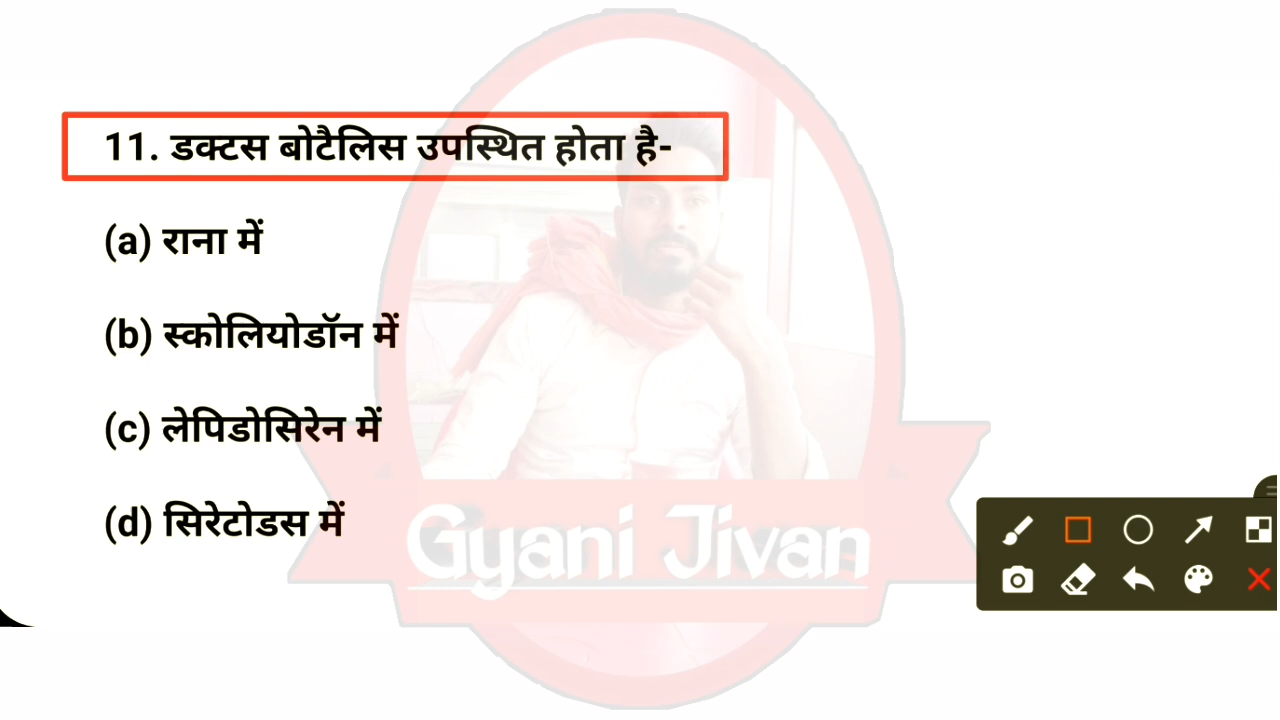 11. डक्टस बोटैलिस उपस्थित होता है-
(a) राना में
(b) स्कोलियोडॉन में
(c) लेपिडोसिरेन में
(d) सिरेटोडस में
Gyani Jivan